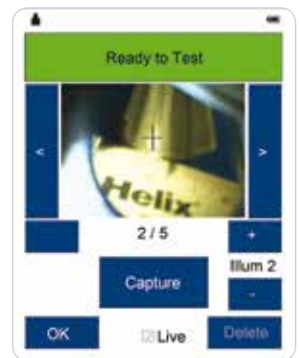 Ready to Test
<
Helix
>
2 / 5
+
Illum 2
Capture
-
OK
☑Live
Delete